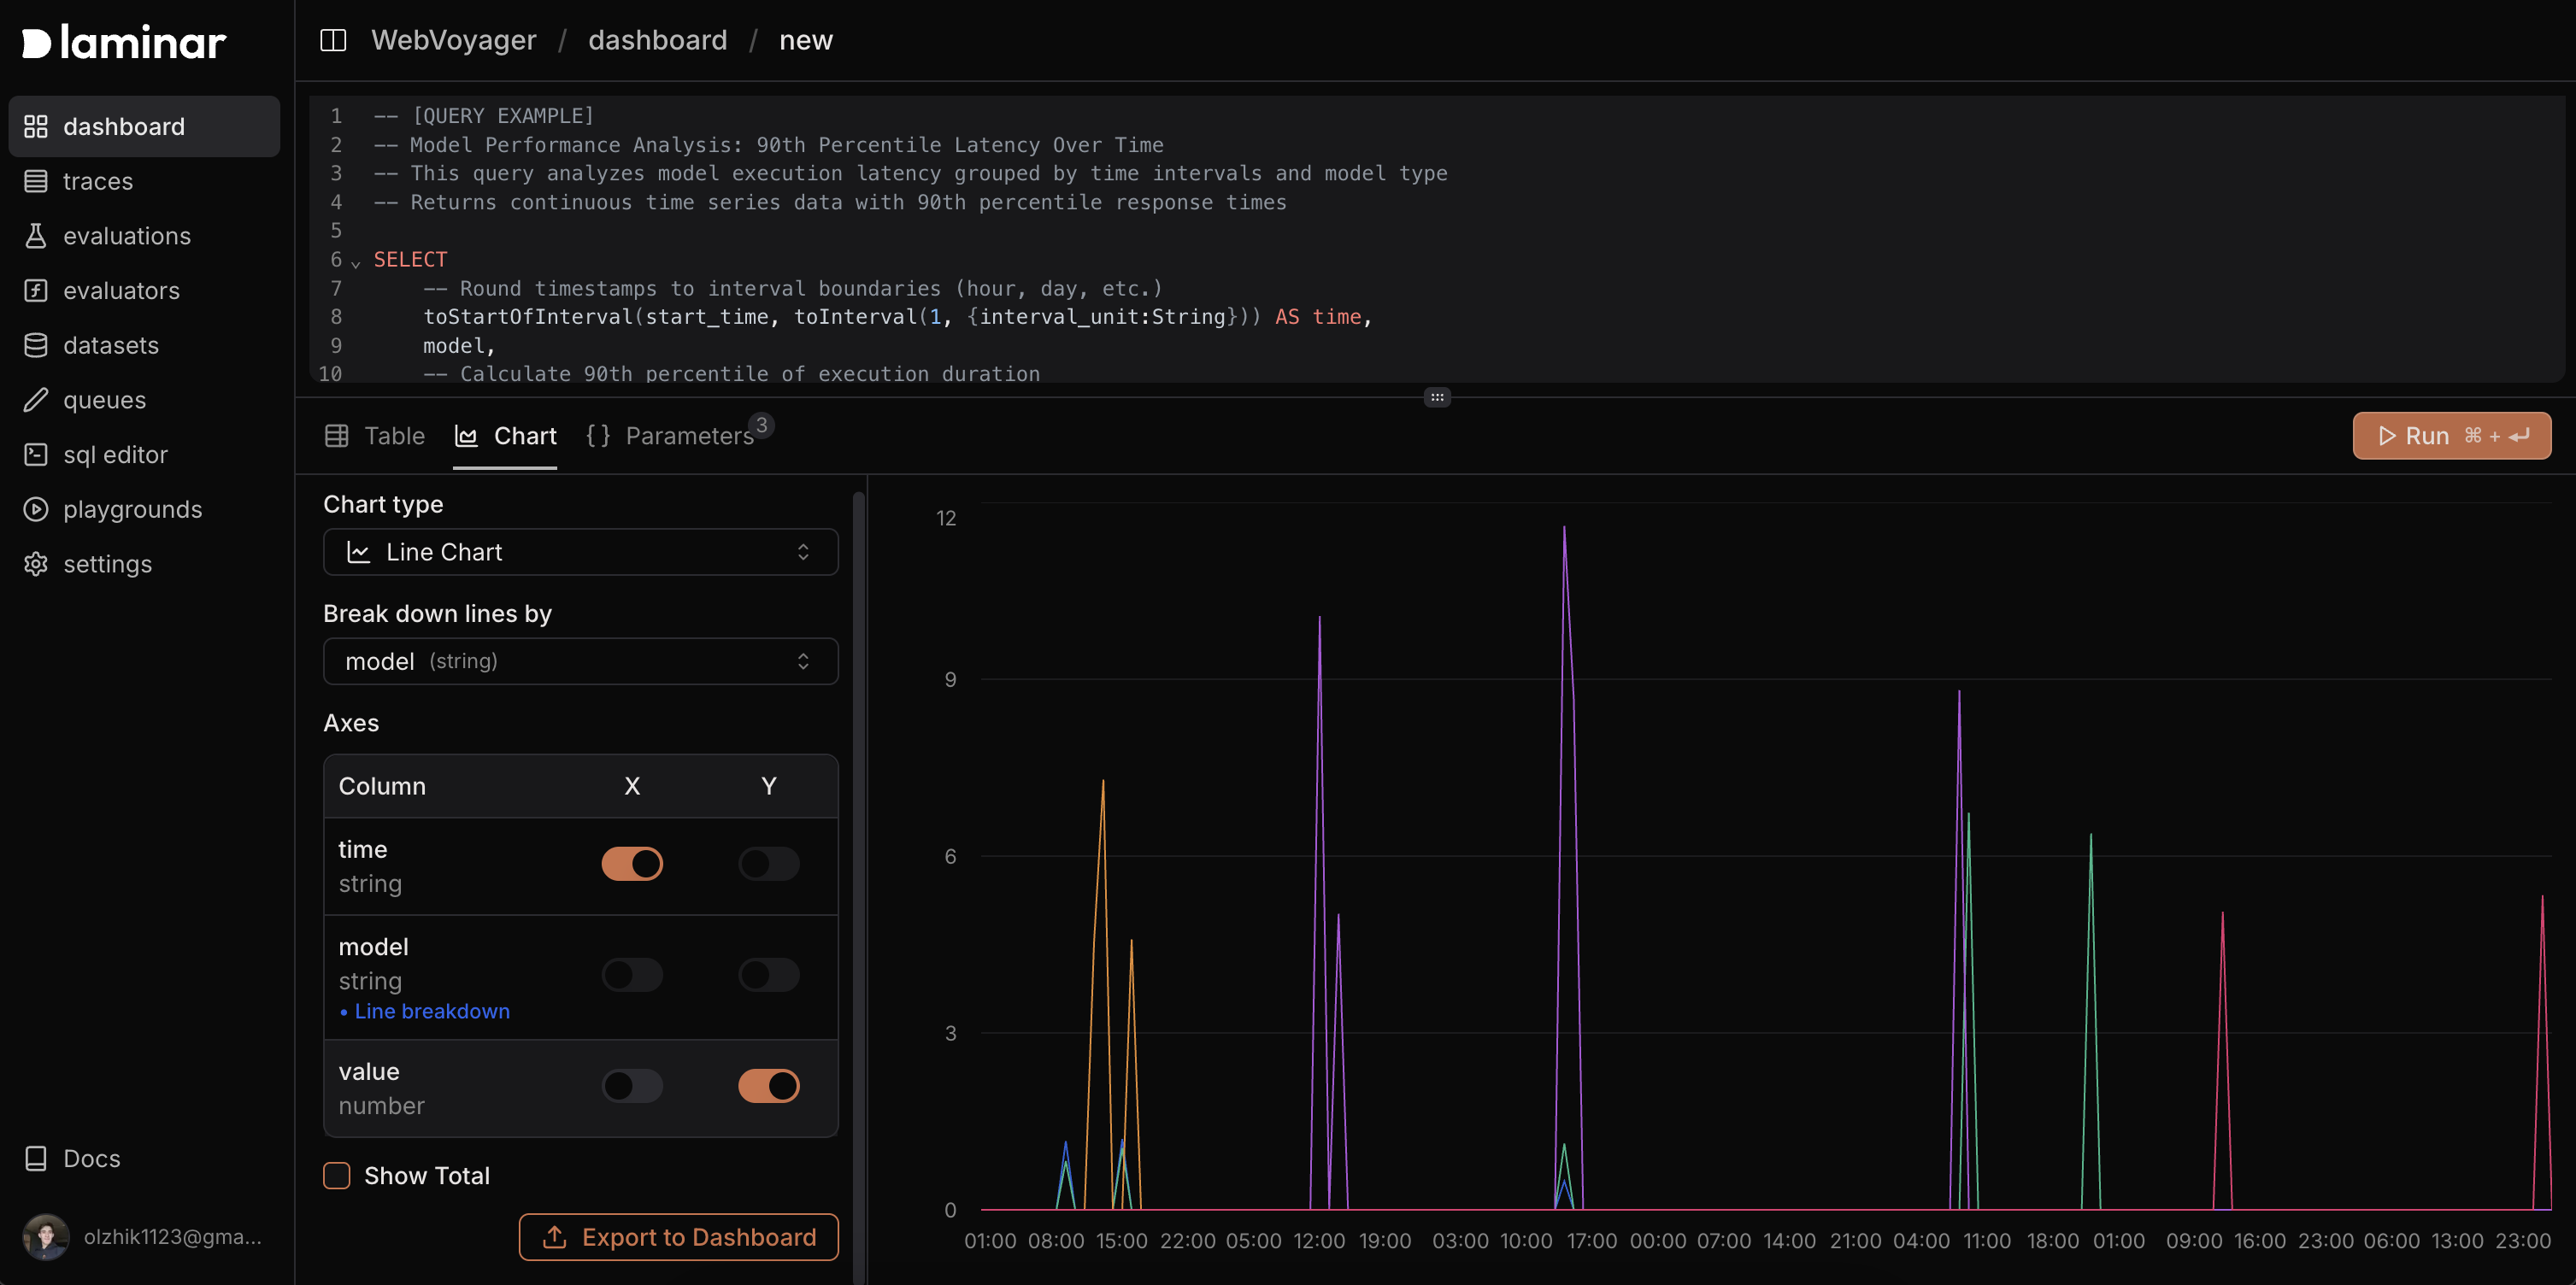 laminar
dashboard
traces
evaluations
evaluators
datasets
queues
sql editor
playgrounds
settings
Docs
olzhik1123@gma...
WebVoyager / dashboard / new
1 -- [QUERY EXAMPLE]
2 -- Model Performance Analysis: 90th Percentile Latency Over Time
3 -- This query analyzes model execution latency grouped by time intervals and model type
4 -- Returns continuous time series data with 90th percentile response times
5
6 SELECT
7 -- Round timestamps to interval boundaries (hour, day, etc.)
8 toStartOfInterval(start_time, toInterval(1, {interval_unit:String})) AS time,
9 model,
10 -- Calculate 90th percentile of execution duration
Table Chart {} Parameters 3
Run ⌘ + ↵
Chart type
Line Chart
Break down lines by
model (string)
Axes
Column X Y
time
string
model
string
• Line breakdown
value
number
Show Total
Export to Dashboard
12
9
6
3
0
01:00 08:00 15:00 22:00 05:00 12:00 19:00 03:00 10:00 17:00 00:00 07:00 14:00 21:00 04:00 11:00 18:00 01:00 09:00 16:00 23:00 06:00 13:00 23:00